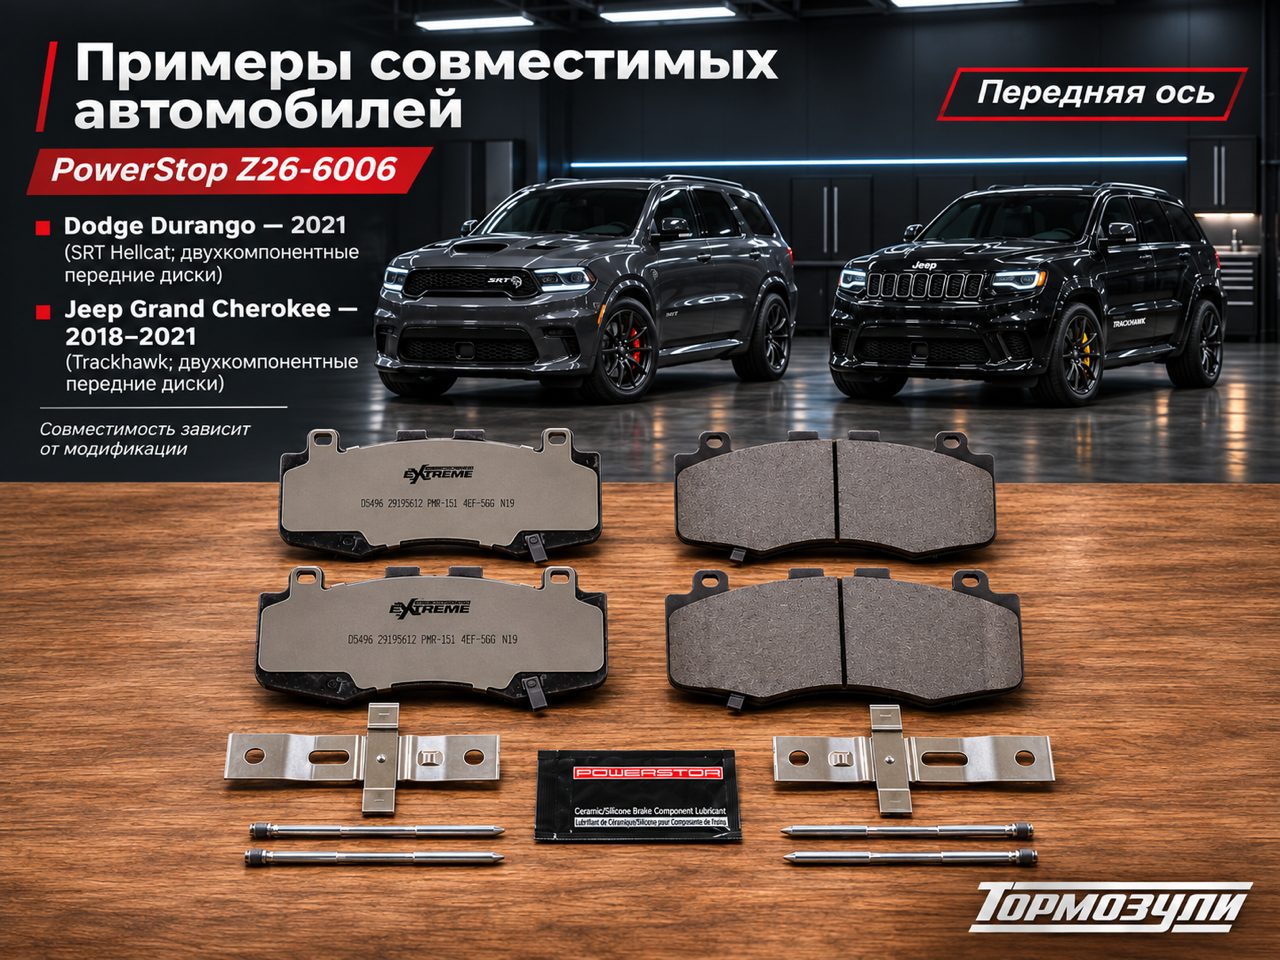 Примеры совместимых
автомобилей
Передняя ось
PowerStop Z26-6006
Dodge Durango — 2021
(SRT Hellcat; двухкомпонентные
передние диски)
Jeep Grand Cherokee —
2018–2021
(Trackhawk; двухкомпонентные
передние диски)
Совместимость зависит
от модификации
SRT
Jeep
TRACKHAWK
EXTREME
D5496 29195612 PMR-151 4EF-5GG N19
EXTREME
D5496 29195612 PMR-151 4EF-5GG N19
POWERSTOP
Ceramic/Silicone Brake Component Lubricant
Lubrifiant de Céramique/Silicone pour Composante de Freins
Тормозули